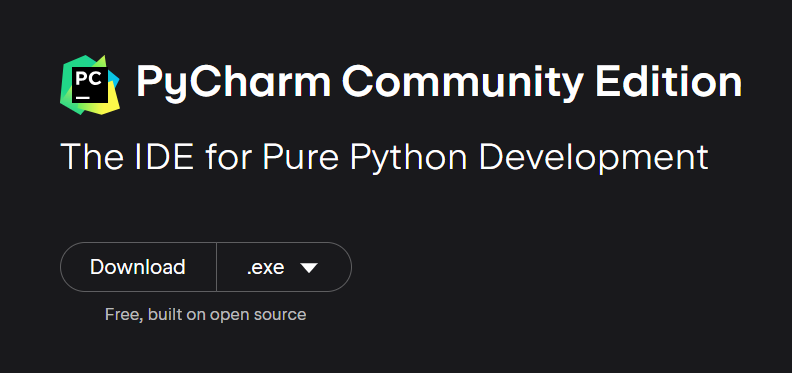 PC
PyCharm Community Edition
The IDE for Pure Python Development
Download
.exe
Free, built on open source